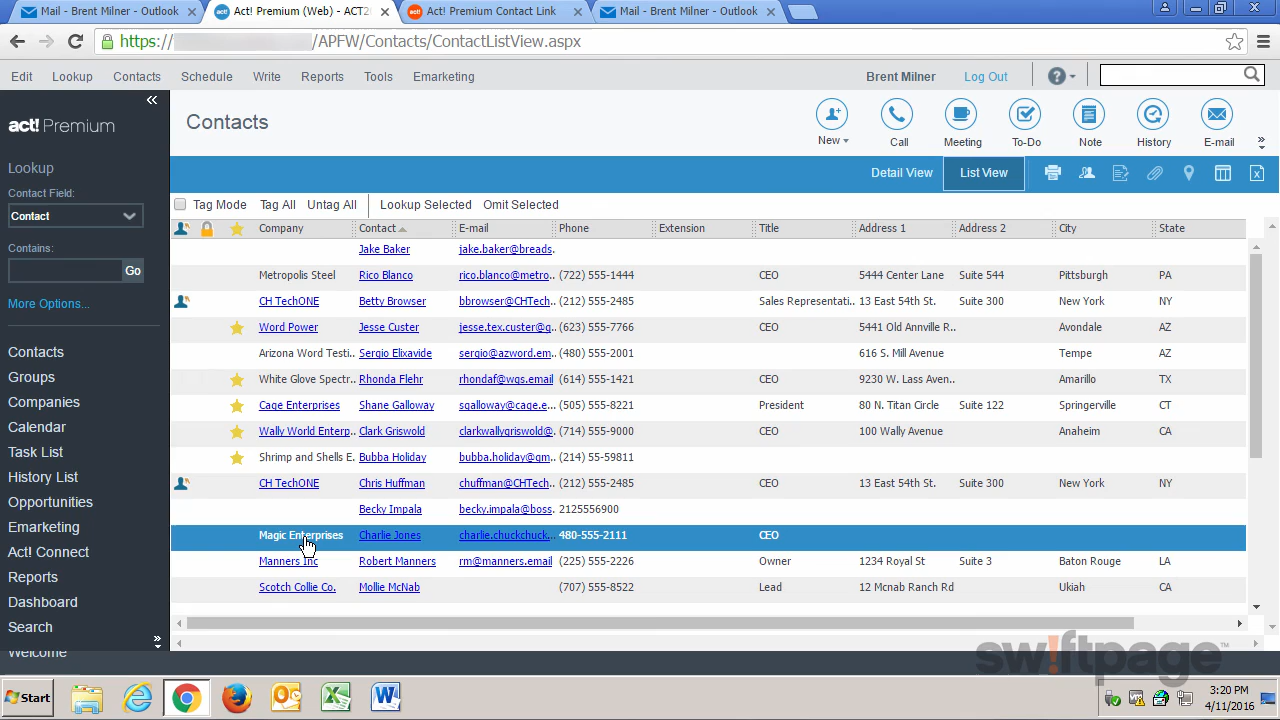 Mail - Brent Milner - Outlook
Act! Premium (Web) - ACT2
Act! Premium Contact Link
Mail - Brent Milner - Outlook
https:// /APFW/Contacts/ContactListView.aspx
Edit Lookup Contacts Schedule Write Reports Tools Emarketing Brent Milner Log Out
act! Premium
Contacts
New Call Meeting To-Do Note History E-mail
Detail View List View
Lookup
Contact Field:
Contact
Contains:
Go
More Options...
Contacts
Groups
Companies
Calendar
Task List
History List
Opportunities
Emarketing
Act! Connect
Reports
Dashboard
Search
Welcome
Tag Mode Tag All Untag All Lookup Selected Omit Selected
Company Contact E-mail Phone Extension Title Address 1 Address 2 City State
Jake Baker jake.baker@breads.
Metropolis Steel Rico Blanco rico.blanco@metro.. (722) 555-1444 CEO 5444 Center Lane Suite 544 Pittsburgh PA
CH TechONE Betty Browser bbrowser@CHTech.. (212) 555-2485 Sales Representati.. 13 East 54th St. Suite 300 New York NY
Word Power Jesse Custer jesse.tex.custer@g.. (623) 555-7766 CEO 5441 Old Annville R.. Avondale AZ
Arizona Word Testi.. Sergio Elixavide sergio@azword.em.. (480) 555-2001 616 S. Mill Avenue Tempe AZ
White Glove Spectr.. Rhonda Flehr rhondaf@wgs.email (614) 555-1421 CEO 9230 W. Lass Aven.. Amarillo TX
Cage Enterprises Shane Galloway sgalloway@cage.e.. (505) 555-8221 President 80 N. Titan Circle Suite 122 Springerville CT
Wally World Enterp.. Clark Griswold clarkwallygriswold@. (714) 555-9000 CEO 100 Wally Avenue Anaheim CA
Shrimp and Shells E. Bubba Holiday bubba.holiday@gm.. (214) 55-59811
CH TechONE Chris Huffman chuffman@CHTech.. (212) 555-2485 CEO 13 East 54th St. Suite 300 New York NY
Becky Impala becky.impala@boss. 2125556900
Magic Enterprises Charlie Jones charlie.chuckchuck.. 480-555-2111 CEO
Manners Inc Robert Manners rm@manners.email (225) 555-2226 Owner 1234 Royal St Suite 3 Baton Rouge LA
Scotch Collie Co. Mollie McNab (707) 555-8522 Lead 12 Mcnab Ranch Rd Ukiah CA
sw!ftpage™
Start
3:20 PM
4/11/2016